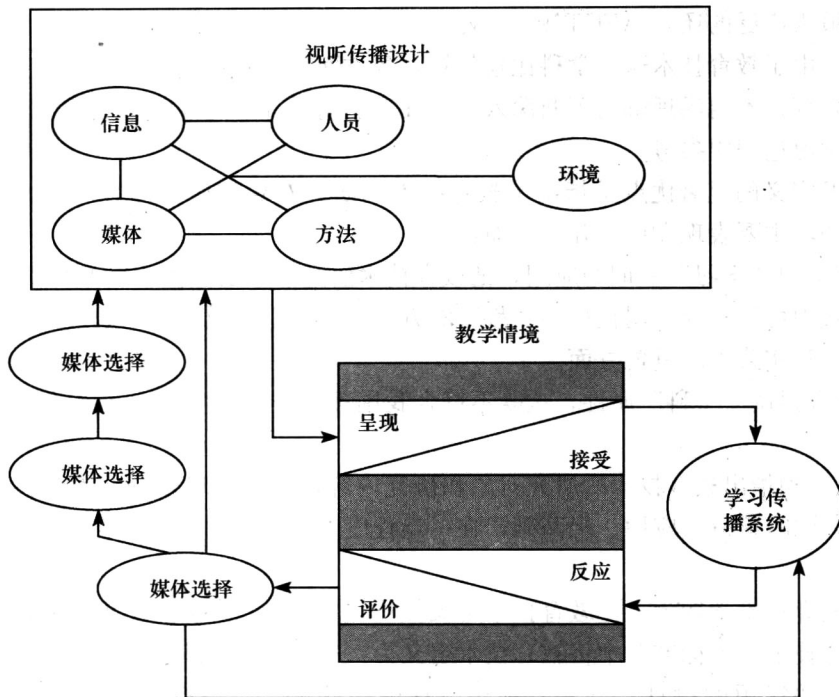 视听传播设计
信息
人员
环境
媒体
方法
教学情境
媒体选择
呈现
接受
媒体选择
学习传
播系统
反应
媒体选择
评价